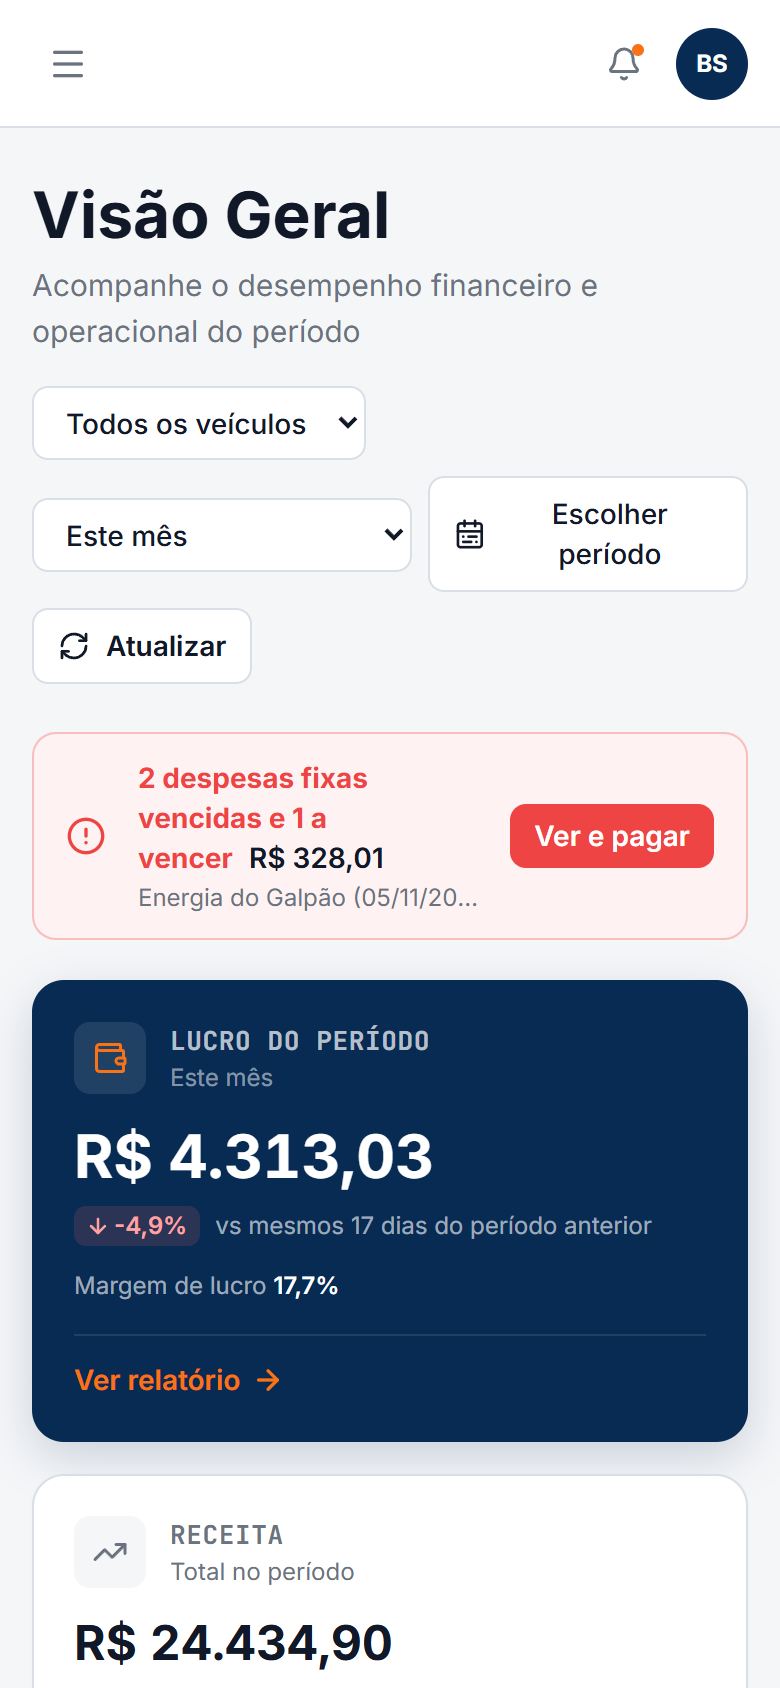 BS
Visão Geral
Acompanhe o desempenho financeiro e
operacional do período
Todos os veículos
Este mês
Escolher
período
Atualizar
2 despesas fixas
vencidas e 1 a
vencer R$ 328,01
Energia do Galpão (05/11/20...
Ver e pagar
LUCRO DO PERÍODO
Este mês
R$ 4.313,03
-4,9% vs mesmos 17 dias do período anterior
Margem de lucro 17,7%
Ver relatório
RECEITA
Total no período
R$ 24.434,90